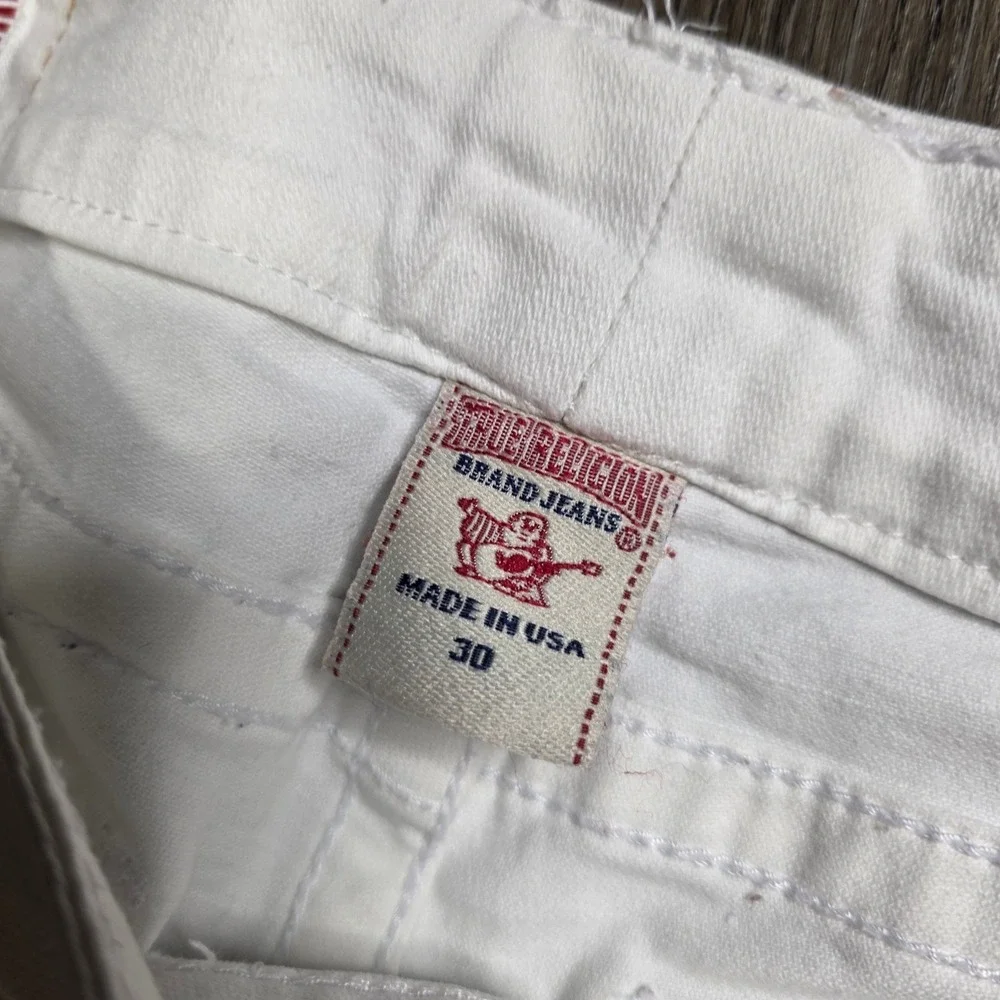 TRUE RELIGION
BRAND JEANS ®
MADE IN USA
30